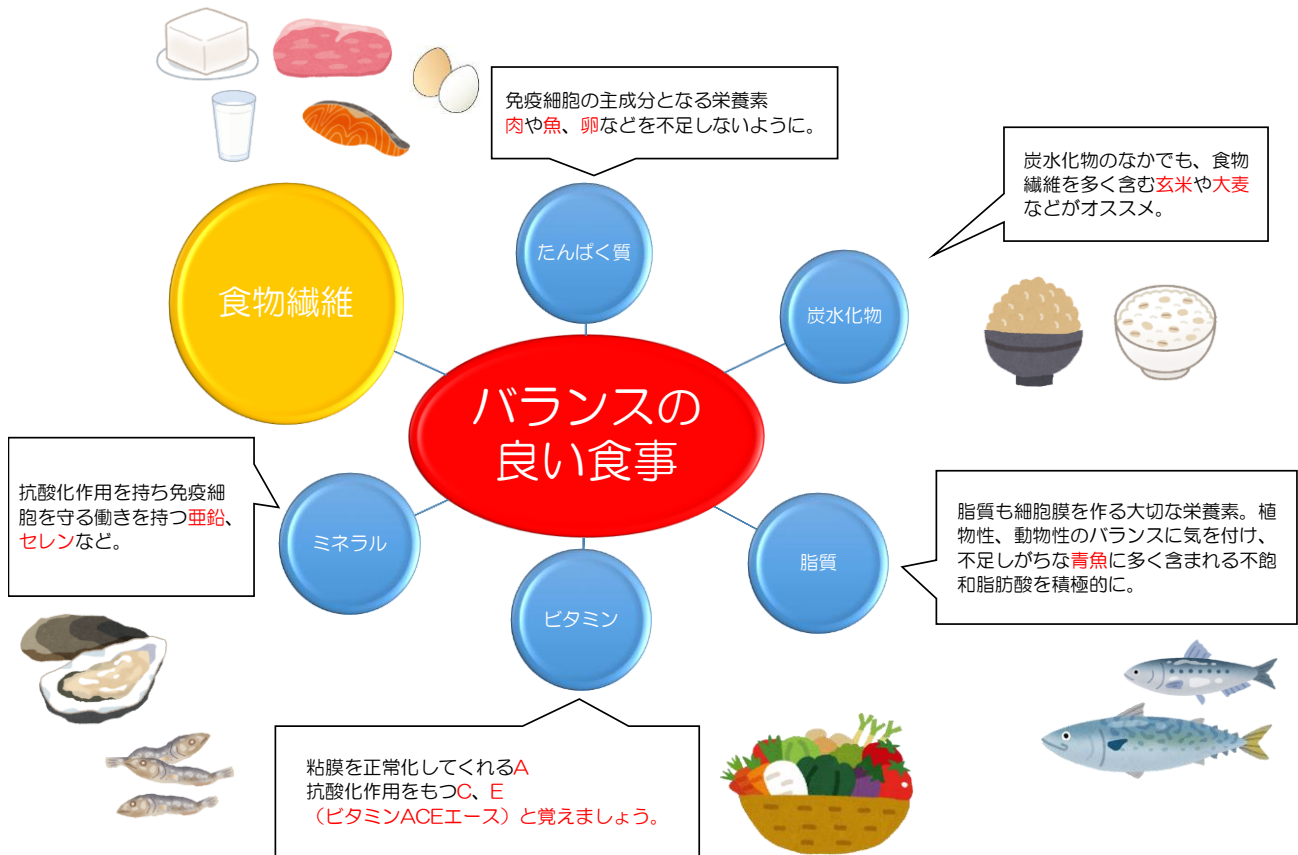 免疫細胞の主成分となる栄養素
肉や魚、卵などを不足しないように。
炭水化物のなかでも、食物
繊維を多く含む玄米や大麦
などがオススメ。
たんぱく質
食物繊維
炭水化物
バランスの
良い食事
抗酸化作用を持ち免疫細
胞を守る働きを持つ亜鉛、
セレンなど。
ミネラル
脂質
脂質も細胞膜を作る大切な栄養素。植
物性、動物性のバランスに気を付け、
不足しがちな青魚に多く含まれる不飽
和脂肪酸を積極的に。
ビタミン
粘膜を正常化してくれるA
抗酸化作用をもつC、E
（ビタミンACEエース）と覚えましょう。